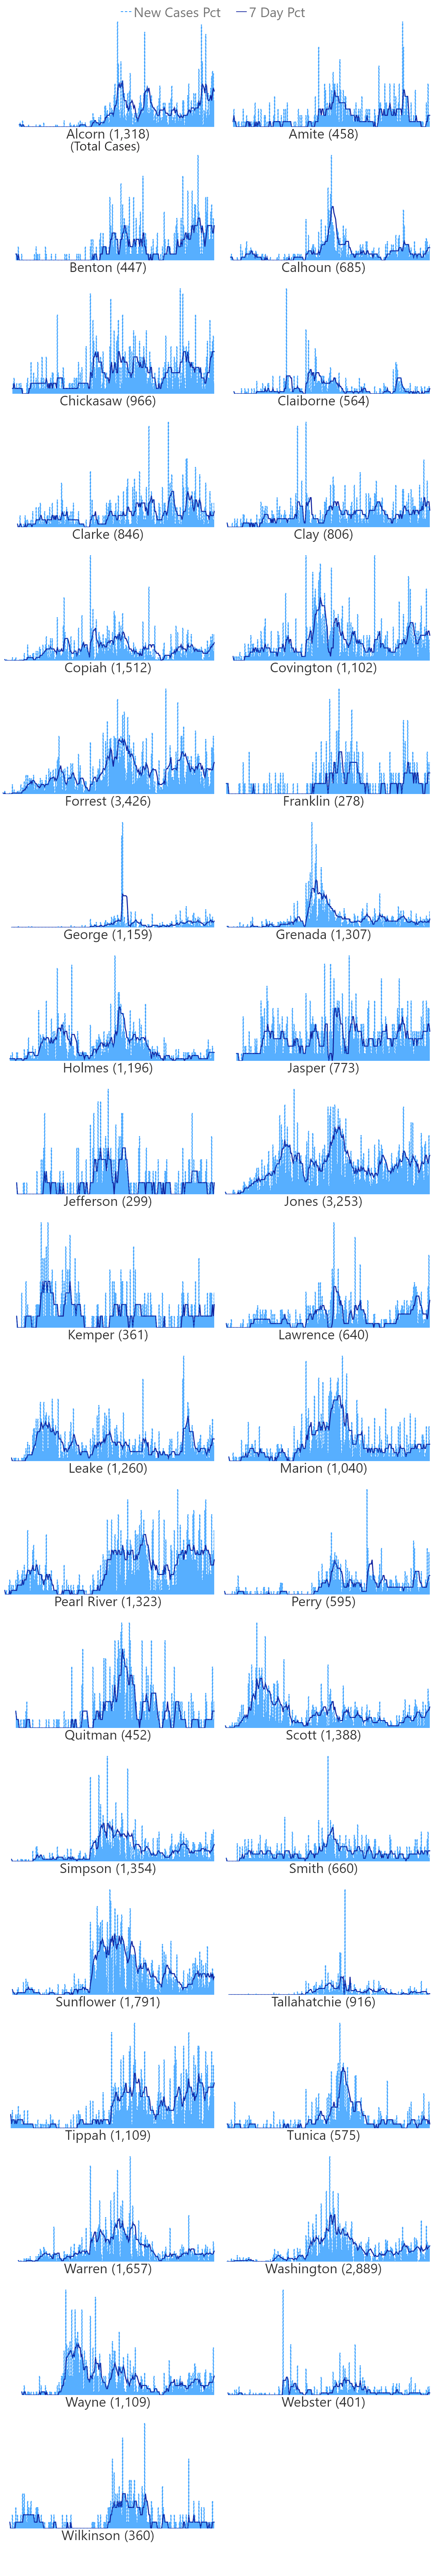 New Cases Pct 7 Day Pct
Alcorn (1,318) Amite (458)
(Total Cases)
Benton (447) Calhoun (685)
Chickasaw (966) Claiborne (564)
Clarke (846) Clay (806)
Copiah (1,512) Covington (1,102)
Forrest (3,426) Franklin (278)
George (1,159) Grenada (1,307)
Holmes (1,196) Jasper (773)
Jefferson (299) Jones (3,253)
Kemper (361) Lawrence (640)
Leake (1,260) Marion (1,040)
Pearl River (1,323) Perry (595)
Quitman (452) Scott (1,388)
Simpson (1,354) Smith (660)
Sunflower (1,791) Tallahatchie (916)
Tippah (1,109) Tunica (575)
Warren (1,657) Washington (2,889)
Wayne (1,109) Webster (401)
Wilkinson (360)